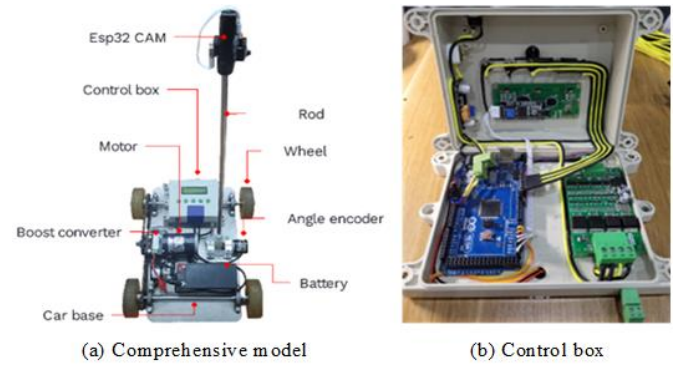 Esp32 CAM
Control box
Rod
Motor
Wheel
Angle encoder
Boost converter
Battery
Car base
(a) Comprehensive model
(b) Control box